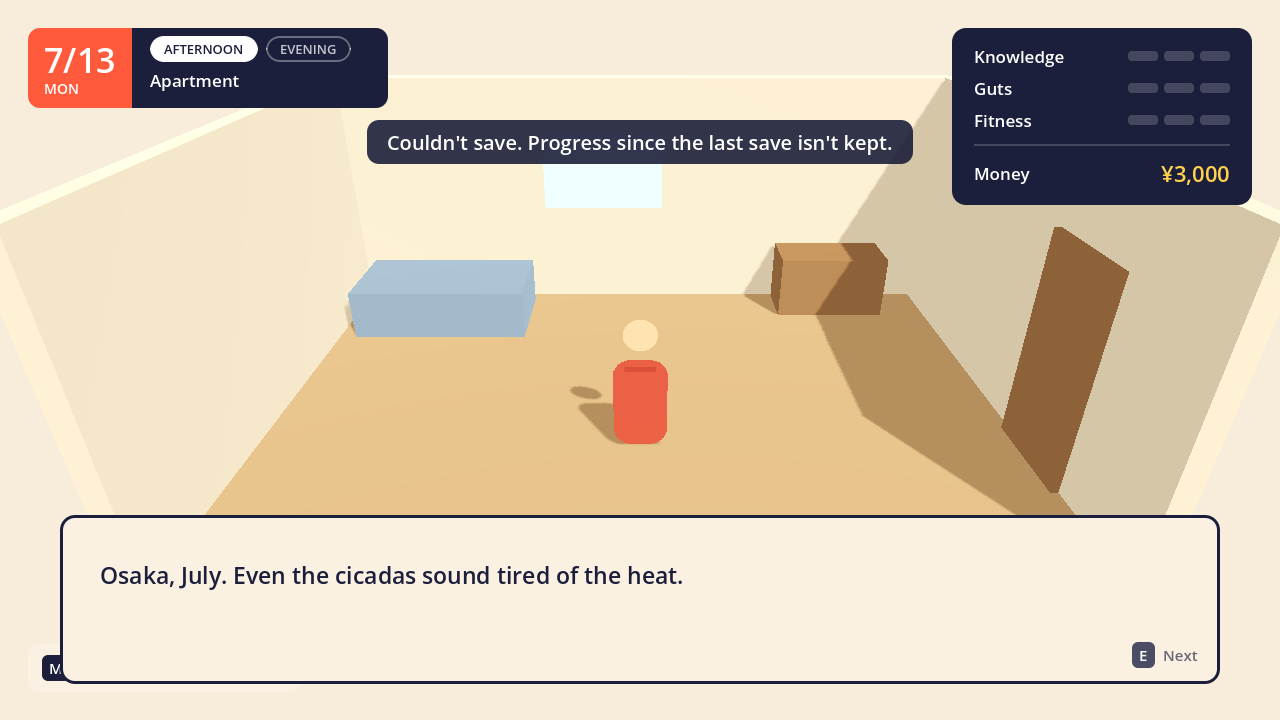 7/13
MON
AFTERNOON
EVENING
Apartment
Knowledge
Guts
Fitness
Money
¥3,000
Couldn't save. Progress since the last save isn't kept.
Osaka, July. Even the cicadas sound tired of the heat.
M
E
Next